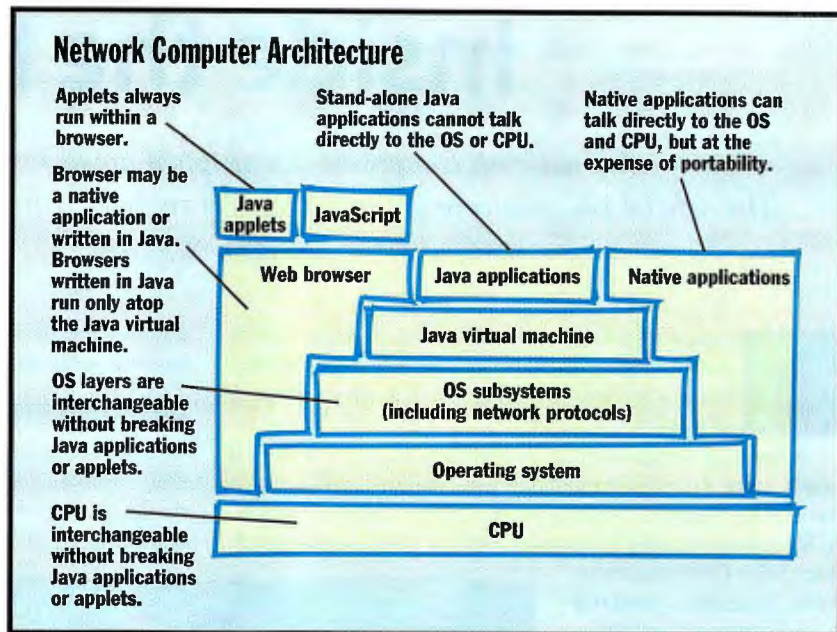 Network Computer Architecture
Applets always
run within a
browser.
Stand-alone Java
applications cannot talk
directly to the OS or CPU.
Native applications can
talk directly to the OS
and CPU, but at the
expense of portability.
Browser may be
a native
application or
written in Java.
Browsers
written in Java
run only atop
the Java virtual
machine.
Java
applets
JavaScript
Web browser
Java applications
Native applications
Java virtual machine
OS layers are
interchangeable
without breaking
Java applications
or applets.
OS subsystems
(including network protocols)
Operating system
CPU is
interchangeable
without breaking
Java applications
or applets.
CPU